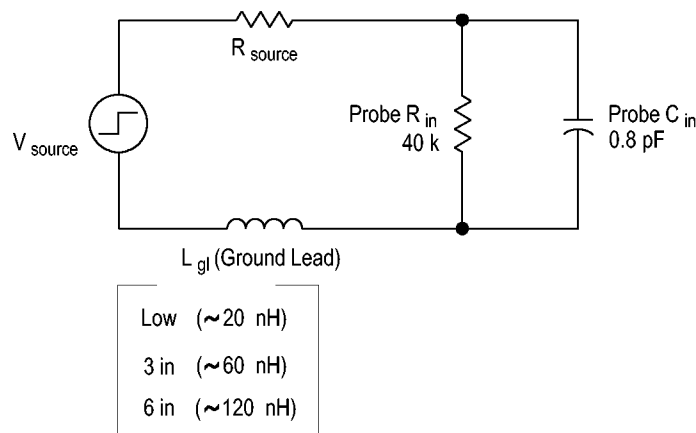 R source
V source
Probe R in
40 k
Probe C in
0.8 pF
L gl (Ground Lead)
Low (~20 nH)
3 in (~60 nH)
6 in (~120 nH)